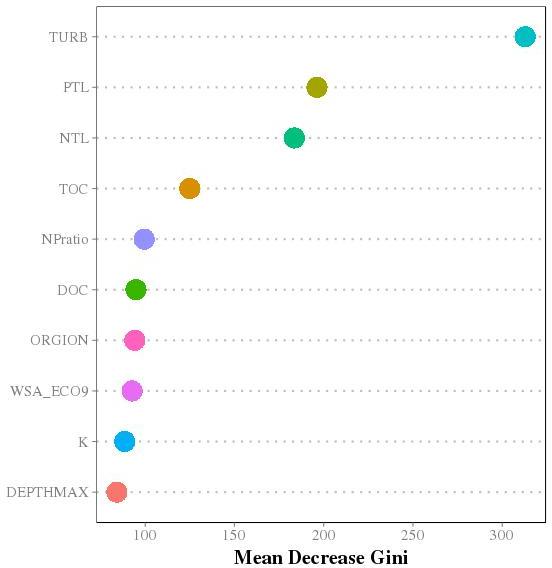 TURB
PTL
NTL
TOC
NPratio
DOC
ORGION
WSA_ECO9
K
DEPTHMAX
100 150 200 250 300
Mean Decrease Gini